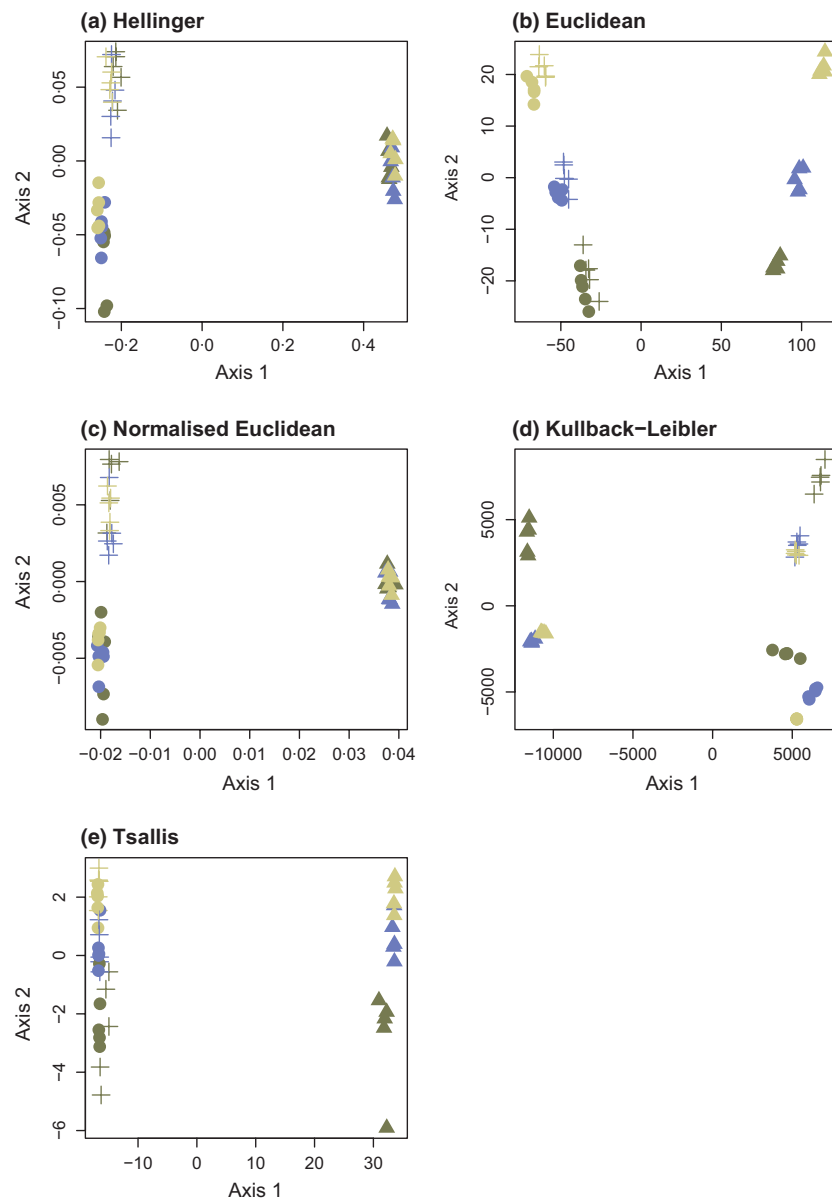 (a) Hellinger
(b) Euclidean
0·05
0·00
−0·05
−0·10
Axis 2
−0·2
0·0
0·2
0·4
Axis 1
20
10
0
−10
−20
Axis 2
−50
0
50
100
Axis 1
(c) Normalised Euclidean
(d) Kullback−Leibler
0·005
0·000
−0·005
Axis 2
−0·02
−0·01
0·00
0·01
0·02
0·03
0·04
Axis 1
5000
0
−5000
Axis 2
−10000
−5000
0
5000
Axis 1
(e) Tsallis
2
0
−2
−4
−6
Axis 2
−10
0
10
20
30
Axis 1